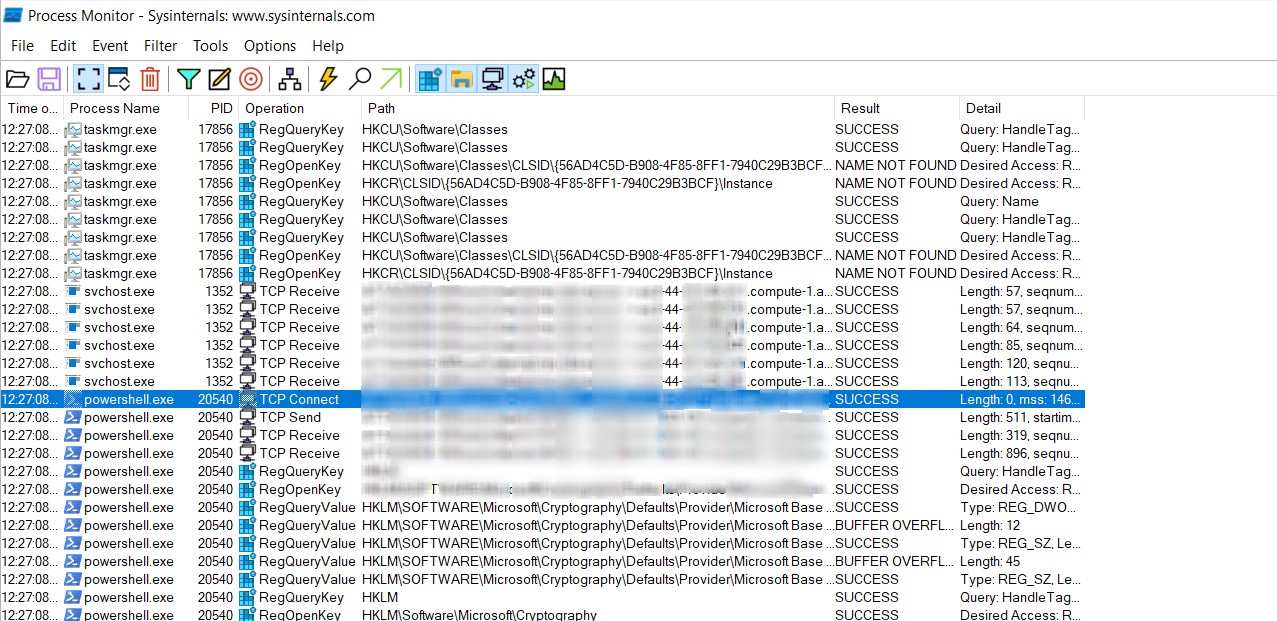 Process Monitor - Sysinternals: www.sysinternals.com
File Edit Event Filter Tools Options Help
Time o... Process Name PID Operation Path Result Detail
12:27:08... taskmgr.exe 17856 RegQueryKey HKCU\Software\Classes SUCCESS Query: HandleTag...
12:27:08... taskmgr.exe 17856 RegQueryKey HKCU\Software\Classes SUCCESS Query: HandleTag...
12:27:08... taskmgr.exe 17856 RegOpenKey HKCU\Software\Classes\CLSID\{56AD4C5D-B908-4F85-8FF1-7940C29B3BCF... NAME NOT FOUND Desired Access: R...
12:27:08... taskmgr.exe 17856 RegOpenKey HKCR\CLSID\{56AD4C5D-B908-4F85-8FF1-7940C29B3BCF}\Instance NAME NOT FOUND Desired Access: R...
12:27:08... taskmgr.exe 17856 RegQueryKey HKCU\Software\Classes SUCCESS Query: Name
12:27:08... taskmgr.exe 17856 RegQueryKey HKCU\Software\Classes SUCCESS Query: HandleTag...
12:27:08... taskmgr.exe 17856 RegQueryKey HKCU\Software\Classes SUCCESS Query: HandleTag...
12:27:08... taskmgr.exe 17856 RegOpenKey HKCU\Software\Classes\CLSID\{56AD4C5D-B908-4F85-8FF1-7940C29B3BCF... NAME NOT FOUND Desired Access: R...
12:27:08... taskmgr.exe 17856 RegOpenKey HKCR\CLSID\{56AD4C5D-B908-4F85-8FF1-7940C29B3BCF}\Instance NAME NOT FOUND Desired Access: R...
12:27:08... svchost.exe 1352 TCP Receive -44- .compute-1.a... SUCCESS Length: 57, seqnum...
12:27:08... svchost.exe 1352 TCP Receive -44- .compute-1.a... SUCCESS Length: 57, seqnum...
12:27:08... svchost.exe 1352 TCP Receive -44- .compute-1.a... SUCCESS Length: 64, seqnum...
12:27:08... svchost.exe 1352 TCP Receive -44- .compute-1.a... SUCCESS Length: 85, seqnum...
12:27:08... svchost.exe 1352 TCP Receive -44- .compute-1.a... SUCCESS Length: 120, seqnu...
12:27:08... svchost.exe 1352 TCP Receive -44- .compute-1.a... SUCCESS Length: 113, seqnu...
12:27:08... powershell.exe 20540 TCP Connect SUCCESS Length: 0, mss: 146...
12:27:08... powershell.exe 20540 TCP Send SUCCESS Length: 511, startim...
12:27:08... powershell.exe 20540 TCP Receive SUCCESS Length: 319, seqnu...
12:27:08... powershell.exe 20540 TCP Receive SUCCESS Length: 896, seqnu...
12:27:08... powershell.exe 20540 RegQueryKey SUCCESS Query: HandleTag...
12:27:08... powershell.exe 20540 RegOpenKey SUCCESS Desired Access: R...
12:27:08... powershell.exe 20540 RegQueryValue HKLM\SOFTWARE\Microsoft\Cryptography\Defaults\Provider\Microsoft Base ... SUCCESS Type: REG_DWO...
12:27:08... powershell.exe 20540 RegQueryValue HKLM\SOFTWARE\Microsoft\Cryptography\Defaults\Provider\Microsoft Base ... BUFFER OVERFL... Length: 12
12:27:08... powershell.exe 20540 RegQueryValue HKLM\SOFTWARE\Microsoft\Cryptography\Defaults\Provider\Microsoft Base ... SUCCESS Type: REG_SZ, Le...
12:27:08... powershell.exe 20540 RegQueryValue HKLM\SOFTWARE\Microsoft\Cryptography\Defaults\Provider\Microsoft Base ... BUFFER OVERFL... Length: 45
12:27:08... powershell.exe 20540 RegQueryValue HKLM\SOFTWARE\Microsoft\Cryptography\Defaults\Provider\Microsoft Base ... SUCCESS Type: REG_SZ, Le...
12:27:08... powershell.exe 20540 RegQueryKey HKLM SUCCESS Query: HandleTag...
12:27:08... powershell.exe 20540 RegOpenKey HKLM\Software\Microsoft\Cryptography SUCCESS Desired Access: R...